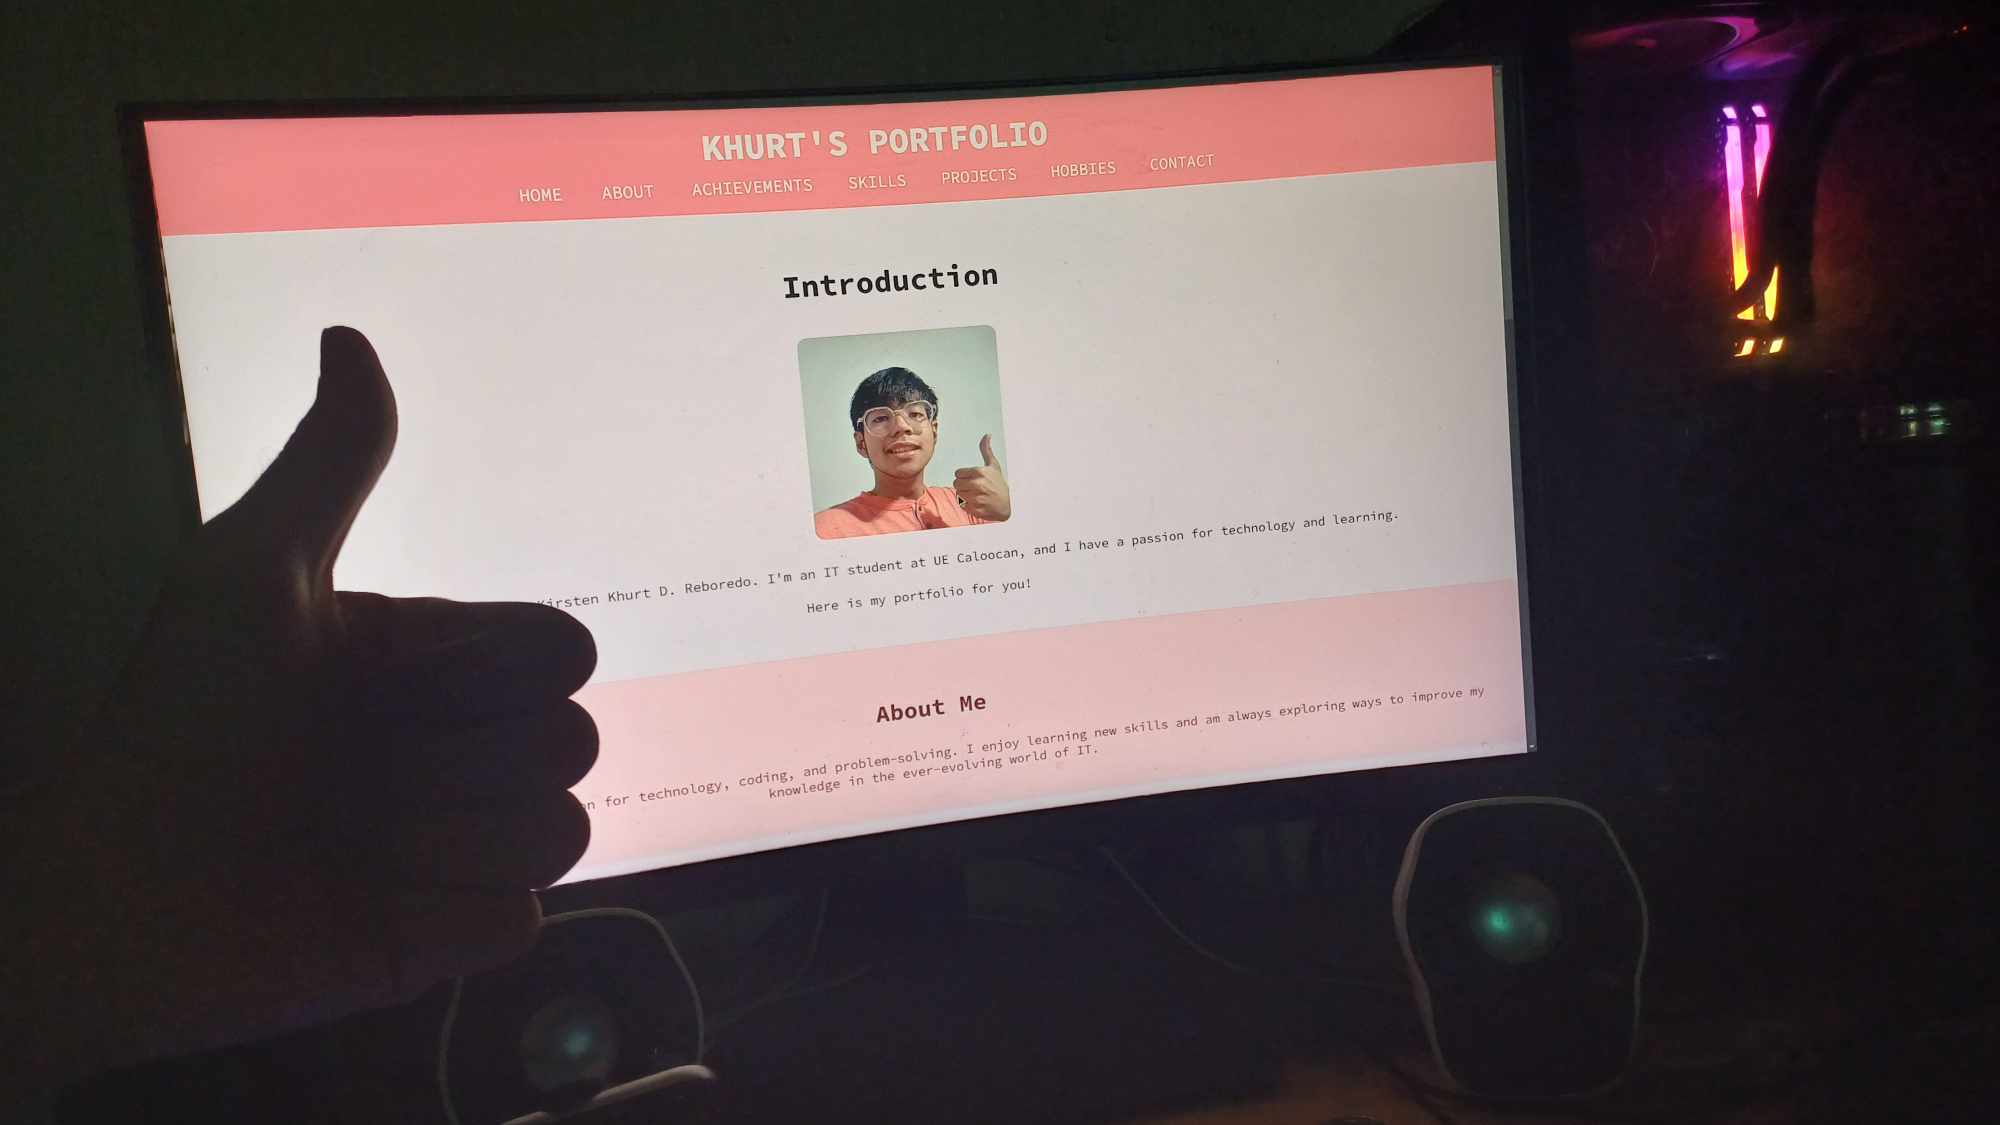 KHURT'S PORTFOLIO
HOME ABOUT ACHIEVEMENTS SKILLS PROJECTS HOBBIES CONTACT
Introduction
Kirsten Khurt D. Reboredo. I'm an IT student at UE Caloocan, and I have a passion for technology and learning.
Here is my portfolio for you!
About Me
for technology, coding, and problem-solving. I enjoy learning new skills and am always exploring ways to improve my
knowledge in the ever-evolving world of IT.